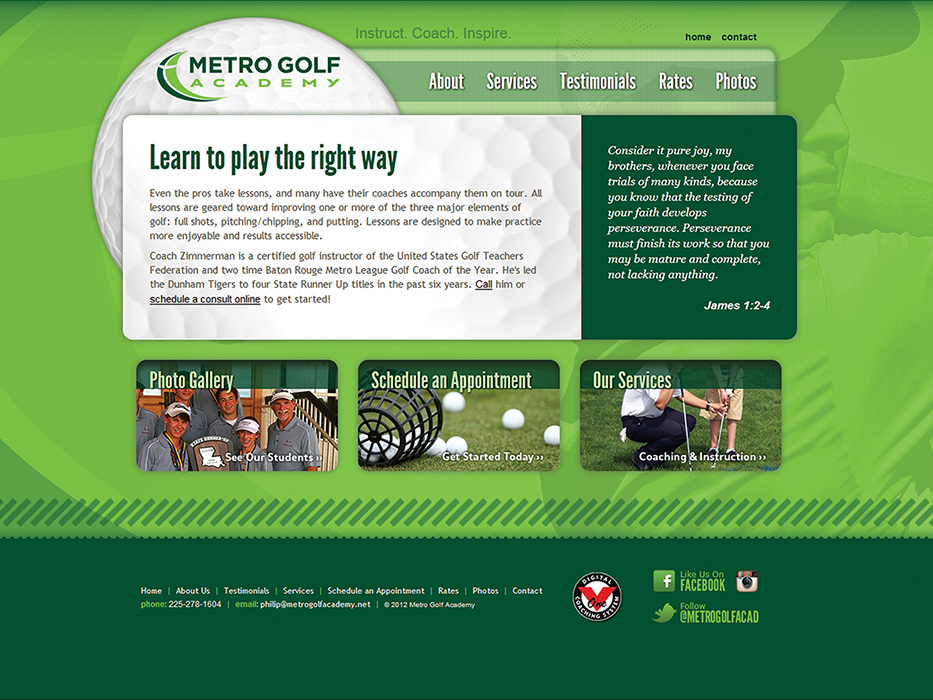 Instruct. Coach. Inspire.
home contact
METRO GOLF
ACADEMY
About Services Testimonials Rates Photos
Learn to play the right way
Even the pros take lessons, and many have their coaches accompany them on tour. All
lessons are geared toward improving one or more of the three major elements of
golf: full shots, pitching/chipping, and putting. Lessons are designed to make practice
more enjoyable and results accessible.
Coach Zimmerman is a certified golf instructor of the United States Golf Teachers
Federation and two time Baton Rouge Metro League Golf Coach of the Year. He's led
the Dunham Tigers to four State Runner Up titles in the past six years. Call him or
schedule a consult online to get started!
Consider it pure joy, my
brothers, whenever you face
trials of many kinds, because
you know that the testing of
your faith develops
perseverance. Perseverance
must finish its work so that you
may be mature and complete,
not lacking anything.
James 1:2-4
Photo Gallery
STATE RUNNER-UP
See Our Students ››
Schedule an Appointment
Get Started Today ››
Our Services
Coaching & Instruction ››
Home | About Us | Testimonials | Services | Schedule an Appointment | Rates | Photos | Contact
phone: 225-278-1604 | email: philip@metrogolfacademy.net | © 2012 Metro Golf Academy
DIGITAL
V One
COACHING SYSTEM
Like Us On
FACEBOOK
Follow
@METROGOLFACAD